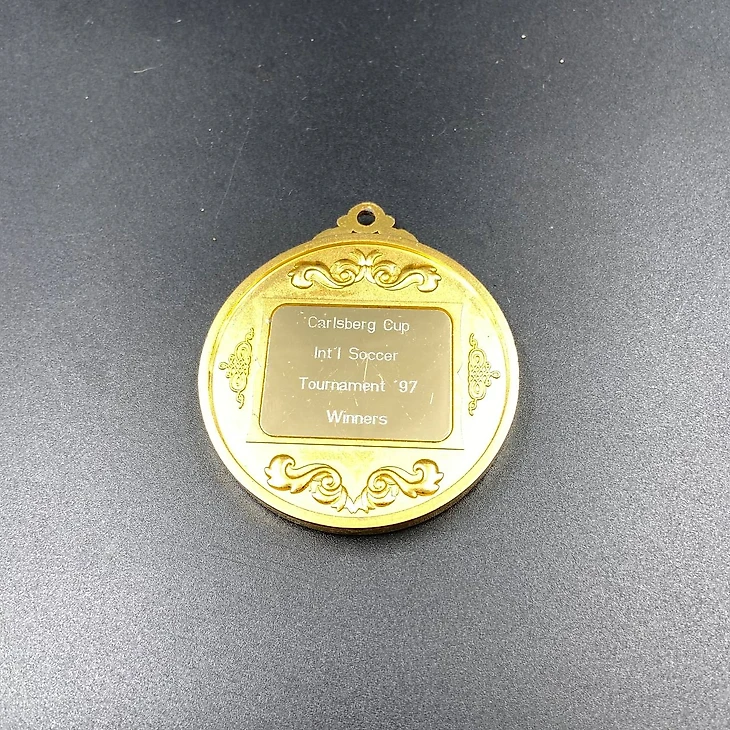 Carlsberg Cup
Int'l Soccer
Tournament '97
Winners